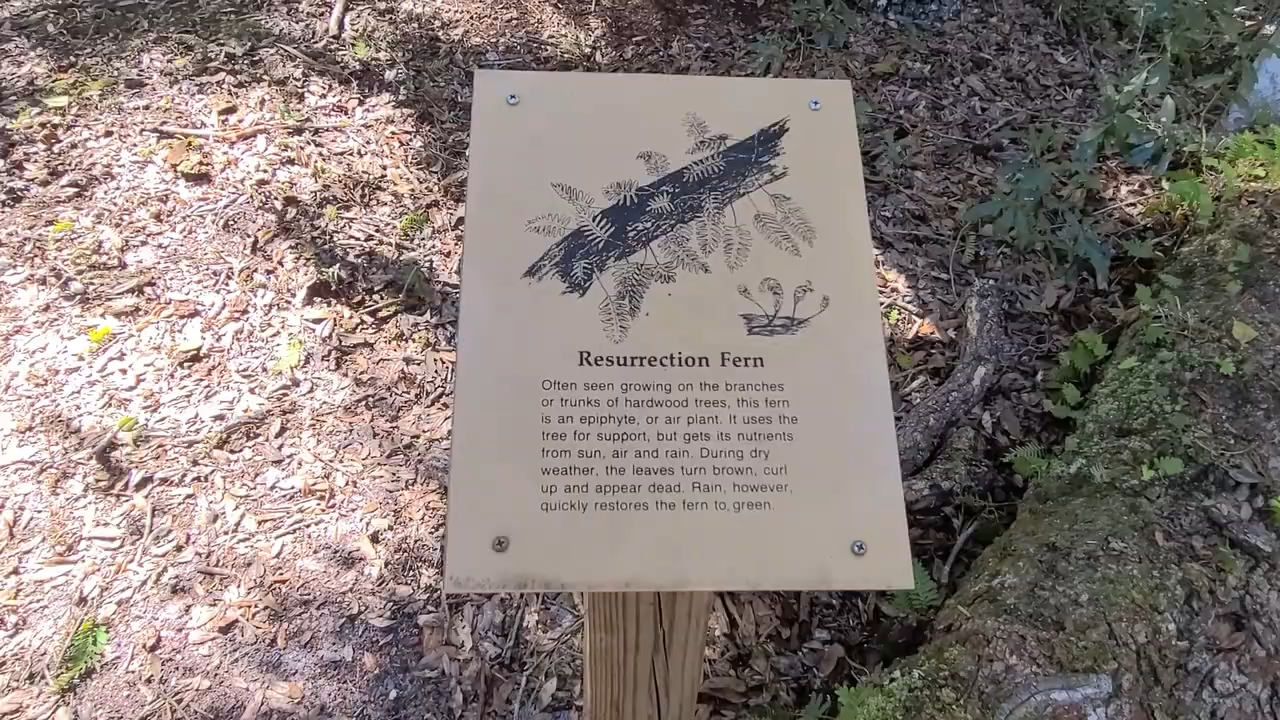 Resurrection Fern
Often seen growing on the branches
or trunks of hardwood trees, this fern
is an epiphyte, or air plant. It uses the
tree for support, but gets its nutrients
from sun, air and rain. During dry
weather, the leaves turn brown, curl
up and appear dead. Rain, however,
quickly restores the fern to green.